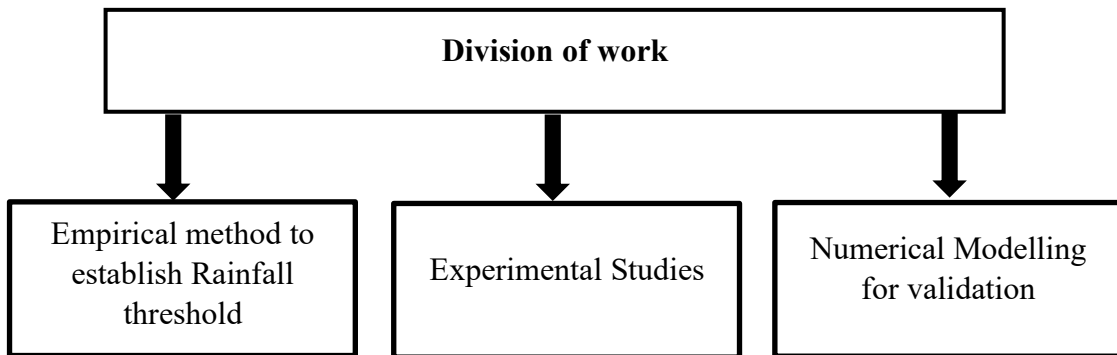 Division of work
Empirical method to
establish Rainfall
threshold
Experimental Studies
Numerical Modelling
for validation